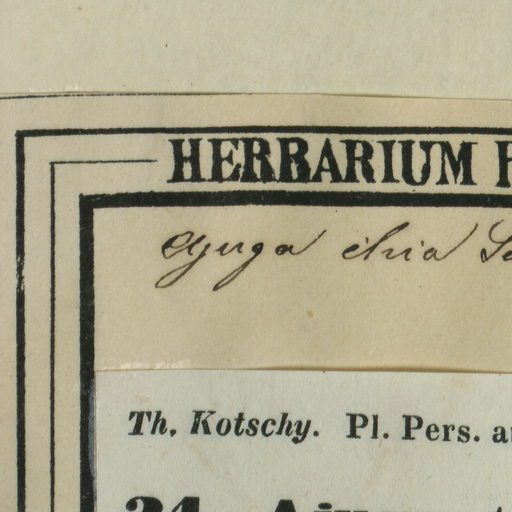 HERBARIUM
Ajuga chia
Th. Kotschy. Pl. Pers.